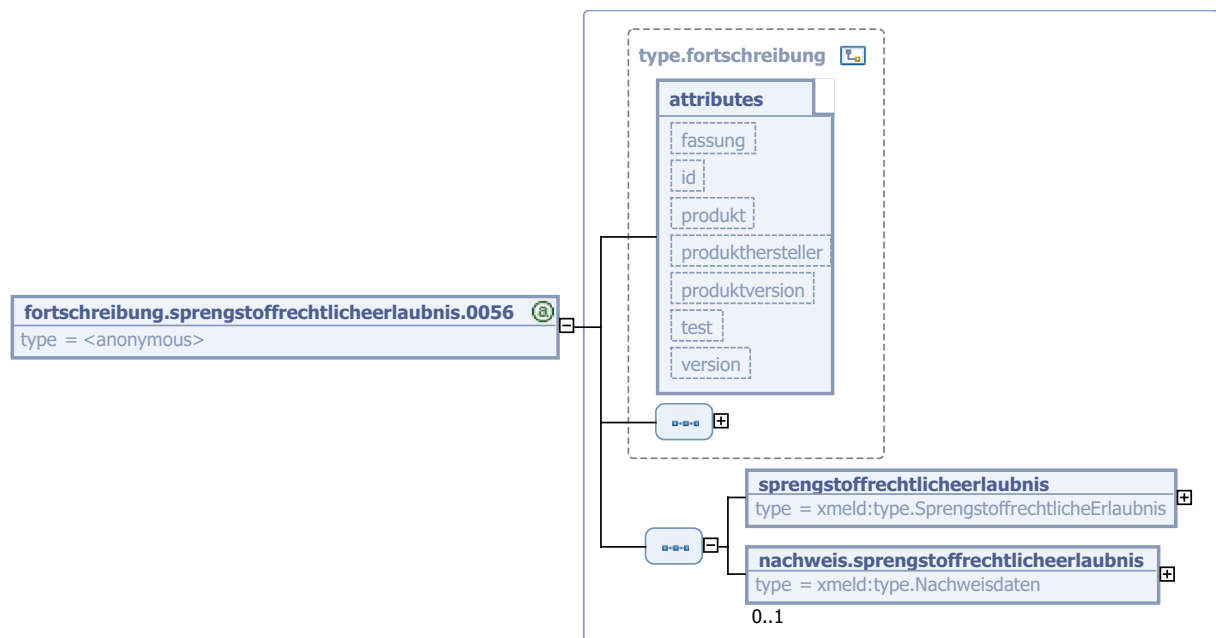 type.fortschreibung
attributes
fassung
id
produkt
produkthersteller
produktversion
test
version
fortschreibung.sprengstoffrechtlicheerlaubnis.0056 a
type = <anonymous>
sprengstoffrechtlicheerlaubnis
type = xmeld:type.SprengstoffrechtlicheErlaubnis
nachweis.sprengstoffrechtlicheerlaubnis
type = xmeld:type.Nachweisdaten
0..1